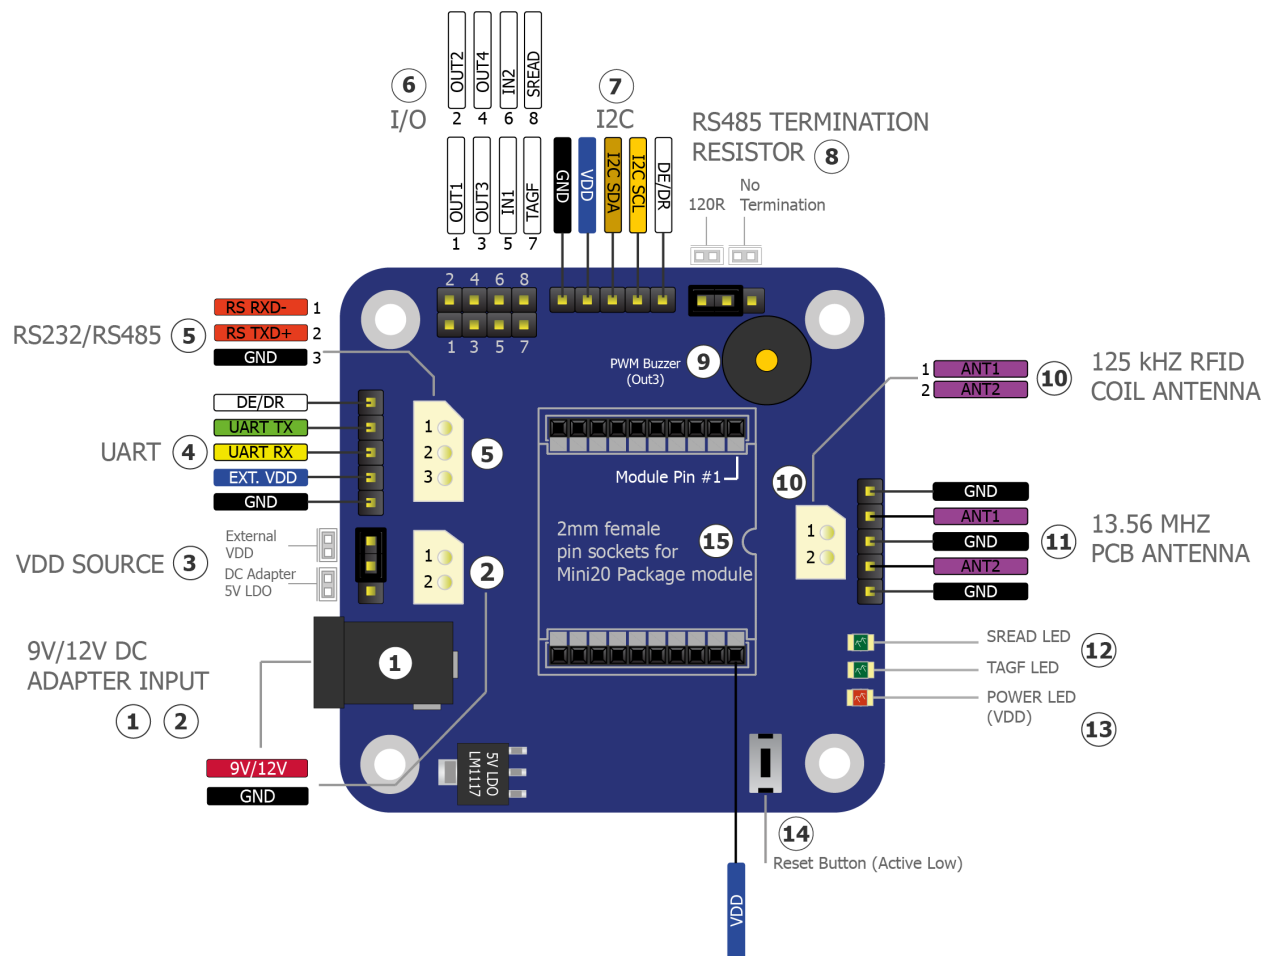 OUT2
OUT4
IN2
SREAD
6
I/O
2 4 6 8
7
I2C
OUT1
OUT3
IN1
TAGF
1 3 5 7
GND
VDD
I2C SDA
I2C SCL
DE/DR
RS485 TERMINATION
RESISTOR 8
120R
No
Termination
2 4 6 8
1 3 5 7
RS232/RS485 5
RS RXD- 1
RS TXD+ 2
GND 3
PWM Buzzer
(Out3)
9
1 ANT1
2 ANT2
10
125 kHZ RFID
COIL ANTENNA
UART 4
DE/DR
UART TX
UART RX
EXT. VDD
GND
1
2
3
5
Module Pin #1
10
1
2
GND
ANT1
GND
ANT2
GND
11
13.56 MHZ
PCB ANTENNA
VDD SOURCE 3
External
VDD
DC Adapter
5V LDO
1
2
2
2mm female
pin sockets for
Mini20 Package module
15
9V/12V DC
ADAPTER INPUT
1 2
1
9V/12V
GND
SREAD LED
12
TAGF LED
POWER LED
(VDD)
13
5V LDO
LM1117
14
Reset Button (Active Low)
VDD